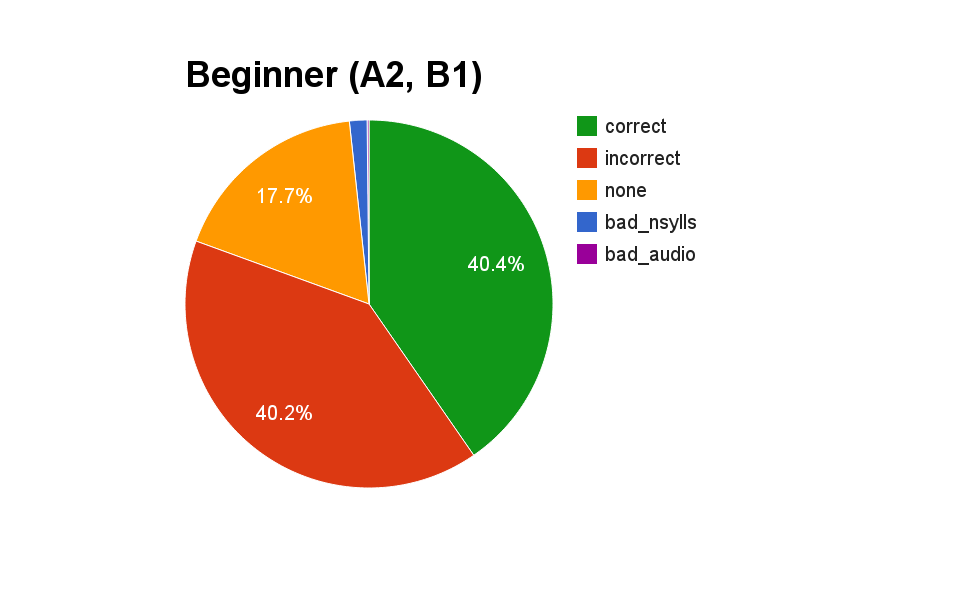 Beginner (A2, B1)
correct
incorrect
none
bad_nsylls
bad_audio
17.7%
40.4%
40.2%